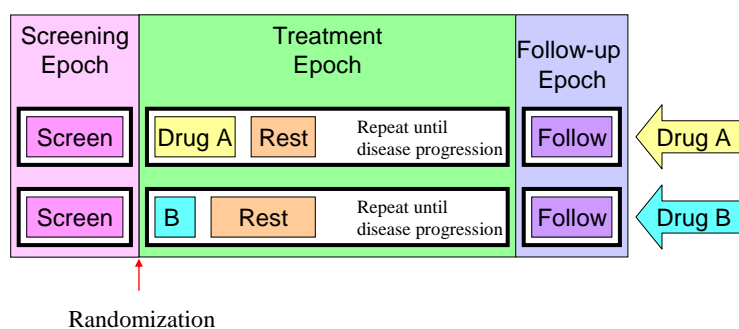 Screening
Epoch
Treatment
Epoch
Follow-up
Epoch
Screen
Drug A
Rest
Repeat until
disease progression
Follow
Drug A
Screen
B
Rest
Repeat until
disease progression
Follow
Drug B
Randomization